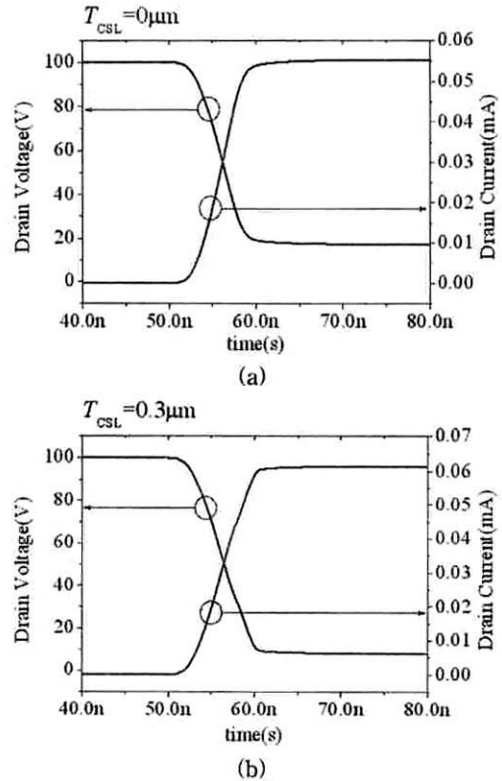 T_CSL=0μm
0.06
100
0.05
80
0.04
60
0.03
40
0.02
20
0.01
0
0.00
Drain Voltage(V)
Drain Current(mA)
40.0n 50.0n 60.0n 70.0n 80.0n
time(s)
(a)
T_CSL=0.3μm
0.07
100
0.06
80
0.05
60
0.04
40
0.03
20
0.02
0
0.01
0.00
Drain Voltage(V)
Drain Current(mA)
40.0n 50.0n 60.0n 70.0n 80.0n
time(s)
(b)